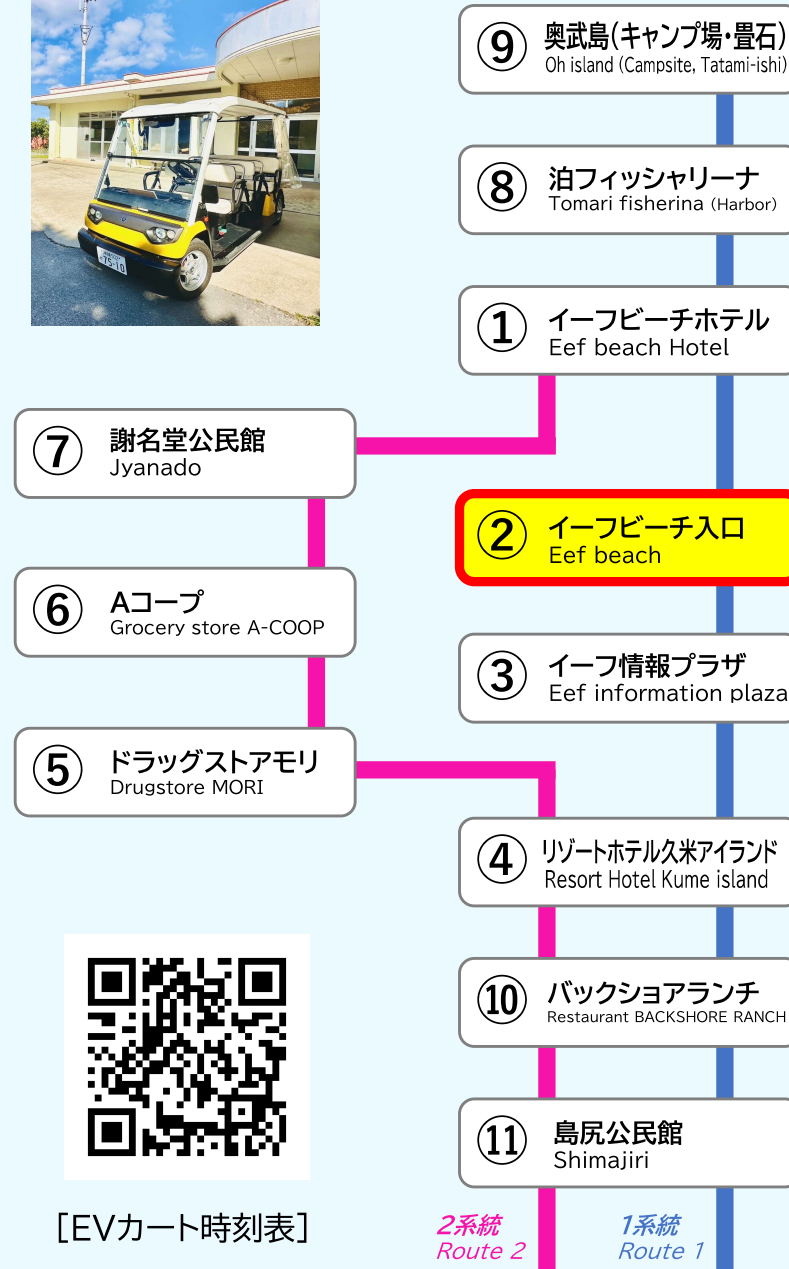 ⑨ 奥武島(キャンプ場・畳石)
Oh island (Campsite, Tatami-ishi)
⑧ 泊フィッシャリーナ
Tomari fisherina (Harbor)
① イーフビーチホテル
Eef beach Hotel
⑦ 謝名堂公民館
Jyanado
② イーフビーチ入口
Eef beach
⑥ Aコープ
Grocery store A-COOP
③ イーフ情報プラザ
Eef information plaza
⑤ ドラッグストアモリ
Drugstore MORI
④ リゾートホテル久米アイランド
Resort Hotel Kume island
⑩ バックショアランチ
Restaurant BACKSHORE RANCH
⑪ 島尻公民館
Shimajiri
[EVカート時刻表]
2系統
Route 2
1系統
Route 1
75-10